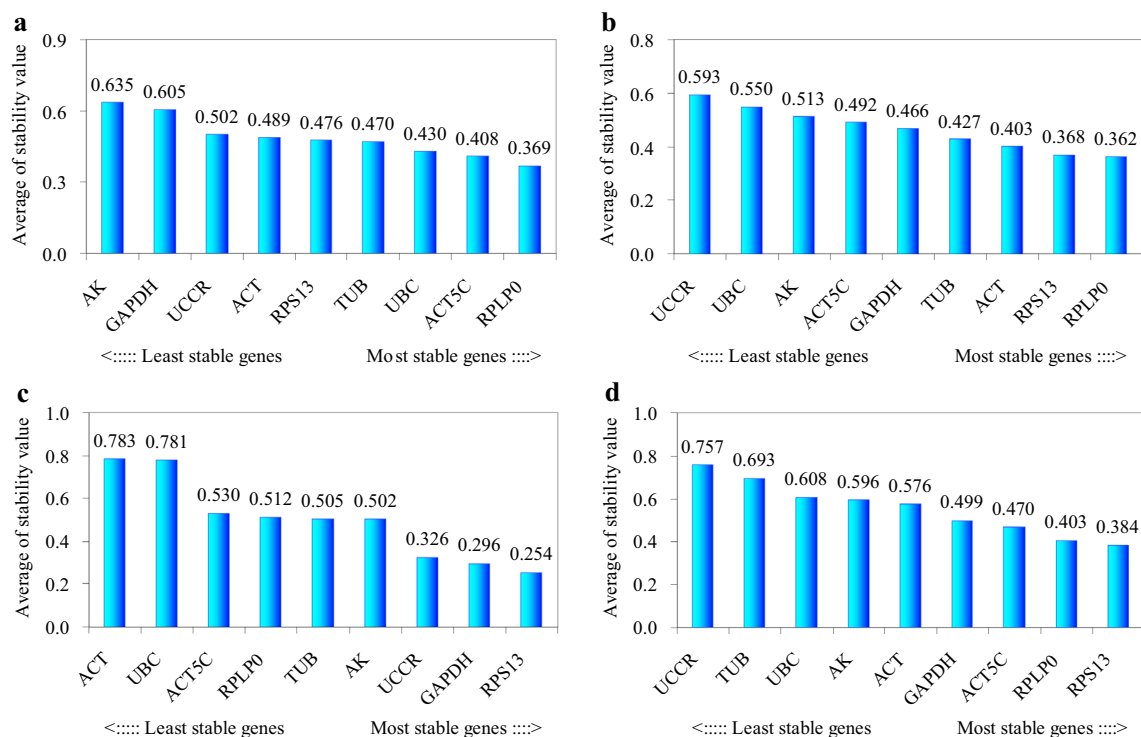 a
Average of stability value
0.9
0.6
0.3
0.0
0.635
0.605
0.502
0.489
0.476
0.470
0.430
0.408
0.369
AK
GAPDH
UCCR
ACT
RPS13
TUB
UBC
ACT5C
RPLP0
<::::: Least stable genes
Most stable genes ::::>
b
Average of stability value
0.8
0.6
0.4
0.2
0.0
0.593
0.550
0.513
0.492
0.466
0.427
0.403
0.368
0.362
UCCR
UBC
AK
ACT5C
GAPDH
TUB
ACT
RPS13
RPLP0
<::::: Least stable genes
Most stable genes ::::>
c
Average of stability value
1.0
0.8
0.6
0.4
0.2
0.0
0.783
0.781
0.530
0.512
0.505
0.502
0.326
0.296
0.254
ACT
UBC
ACT5C
RPLP0
TUB
AK
UCCR
GAPDH
RPS13
<::::: Least stable genes
Most stable genes ::::>
d
Average of stability value
1.0
0.8
0.6
0.4
0.2
0.0
0.757
0.693
0.608
0.596
0.576
0.499
0.470
0.403
0.384
UCCR
TUB
UBC
AK
ACT
GAPDH
ACT5C
RPLP0
RPS13
<::::: Least stable genes
Most stable genes ::::>